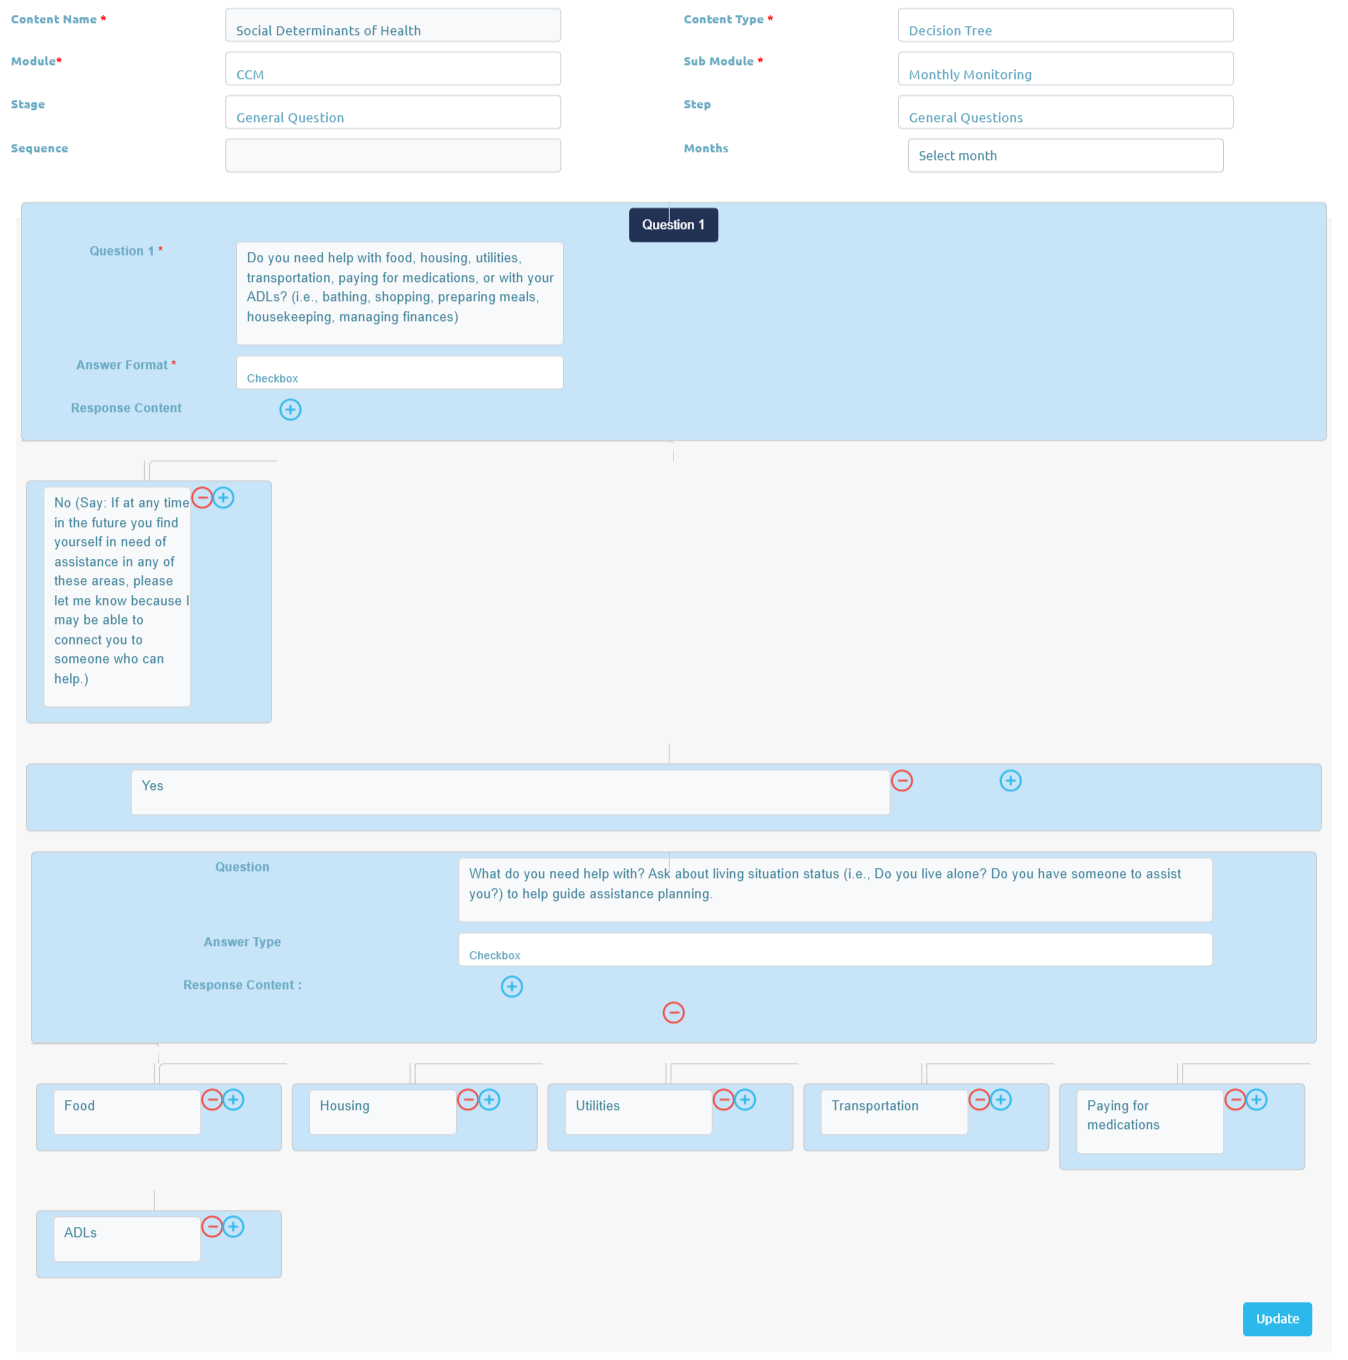 Content Name *
Social Determinants of Health
Content Type *
Decision Tree
Module*
CCM
Sub Module *
Monthly Monitoring
Stage
General Question
Step
General Questions
Sequence
Months
Select month
Question 1
Question 1 *
Do you need help with food, housing, utilities,
transportation, paying for medications, or with your
ADLs? (i.e., bathing, shopping, preparing meals,
housekeeping, managing finances)
Answer Format *
Checkbox
Response Content
No (Say: If at any time
in the future you find
yourself in need of
assistance in any of
these areas, please
let me know because I
may be able to
connect you to
someone who can
help.)
Yes
Question
What do you need help with? Ask about living situation status (i.e., Do you live alone? Do you have someone to assist
you?) to help guide assistance planning.
Answer Type
Checkbox
Response Content :
Food
Housing
Utilities
Transportation
Paying for
medications
ADLs
Update